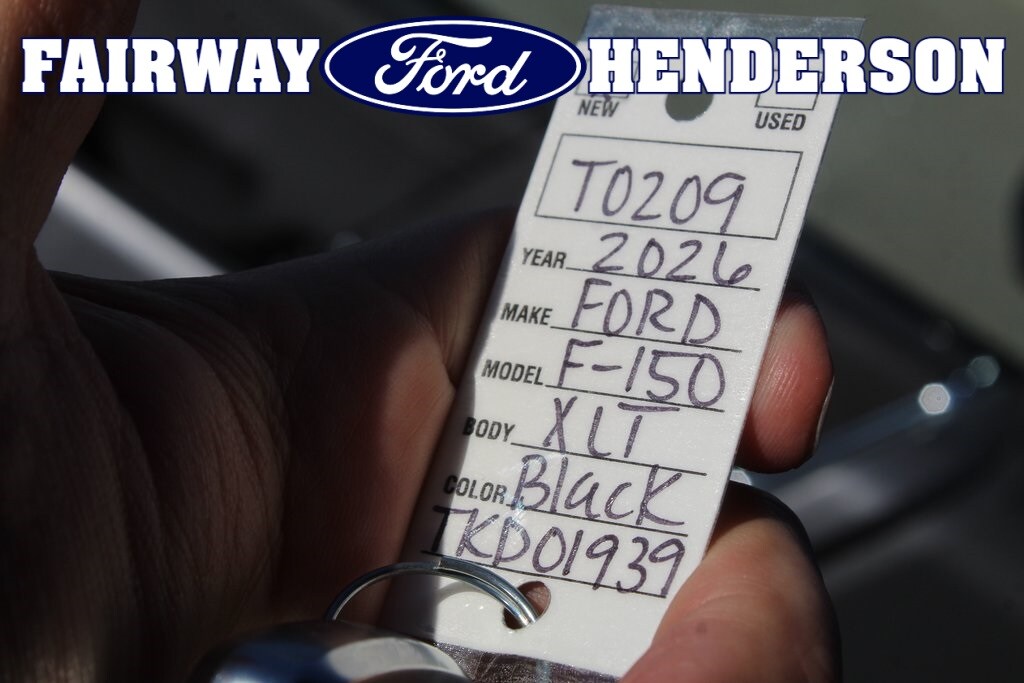 FAIRWAY Ford HENDERSON
NEW USED
T0209
YEAR 2026
MAKE FORD
MODEL F-150
BODY XLT
COLOR Black
TKD01939